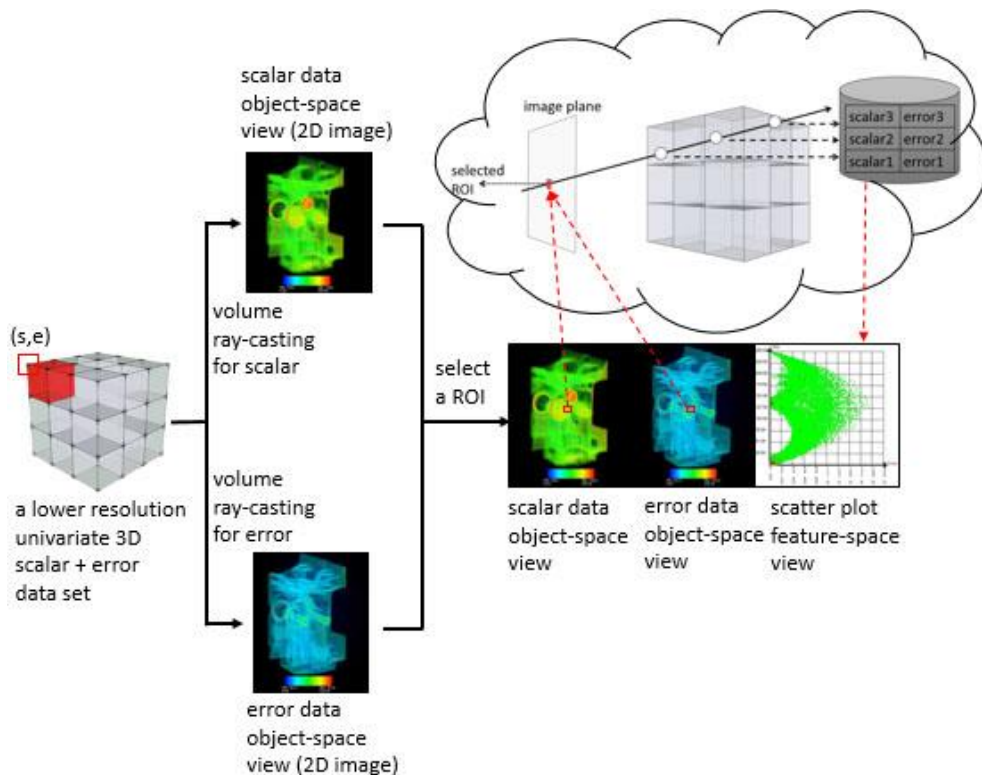 scalar data
object-space
view (2D image)
image plane
selected
ROI
scalar3 error3
scalar2 error2
scalar1 error1
(s,e)
volume
ray-casting
for scalar
select
a ROI
a lower resolution
univariate 3D
scalar + error
data set
volume
ray-casting
for error
scalar data
object-space
view
error data
object-space
view
scatter plot
feature-space
view
error data
object-space
view (2D image)